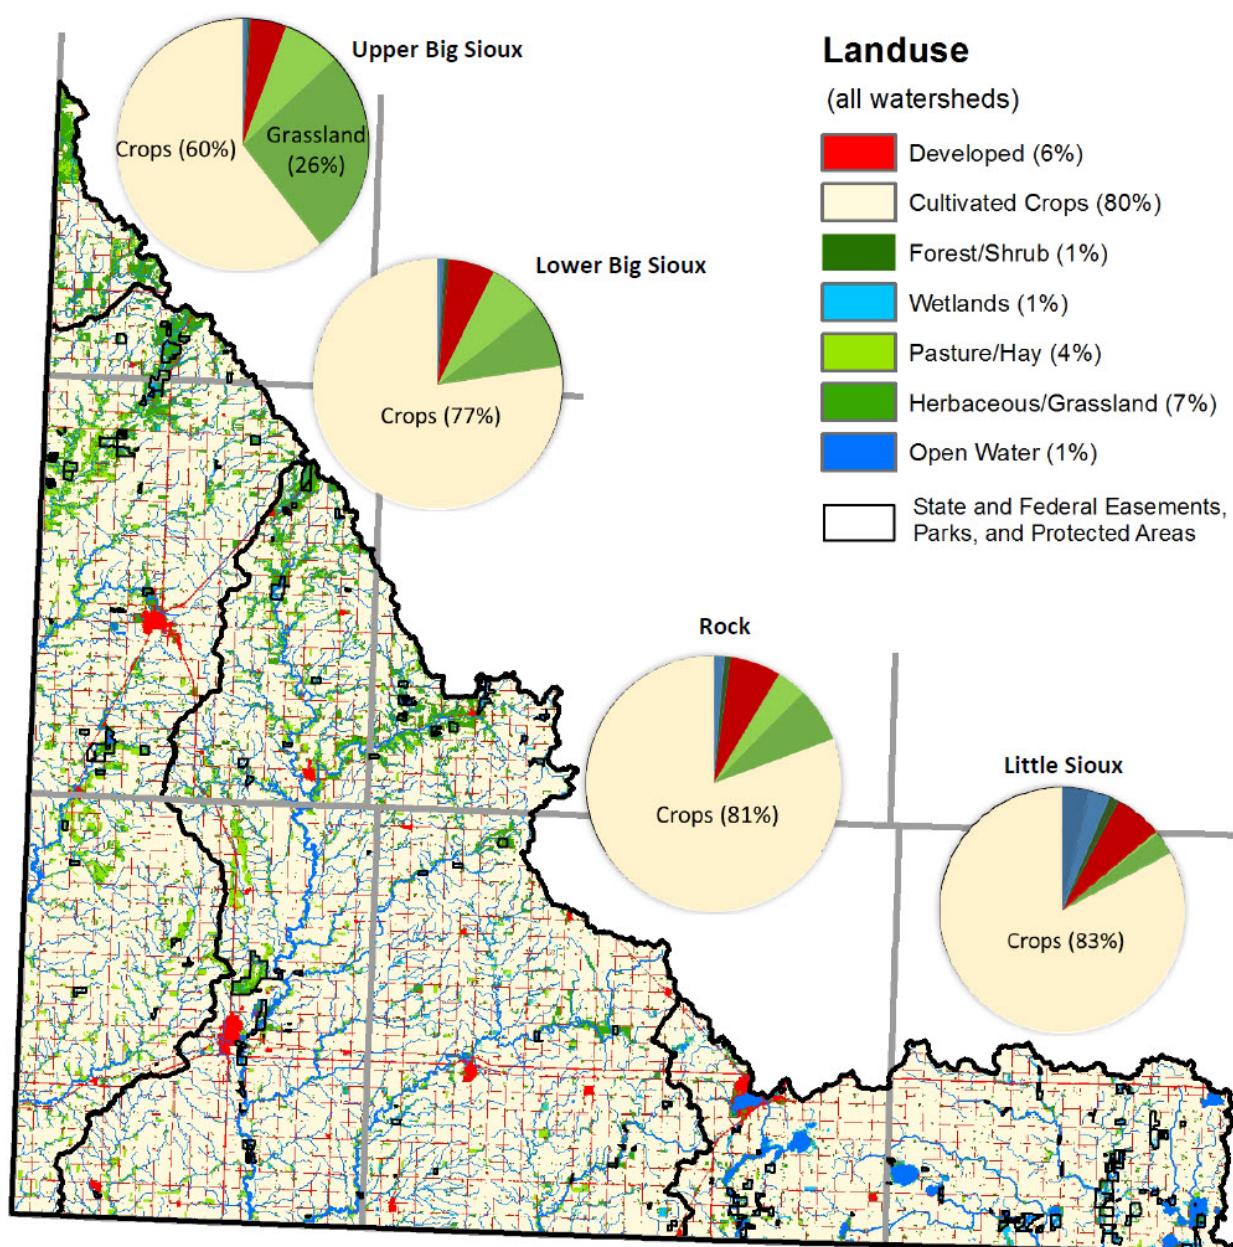 Upper Big Sioux
Crops (60%)
Grassland
(26%)
Lower Big Sioux
Crops (77%)
Rock
Crops (81%)
Little Sioux
Crops (83%)
Landuse
(all watersheds)
Developed (6%)
Cultivated Crops (80%)
Forest/Shrub (1%)
Wetlands (1%)
Pasture/Hay (4%)
Herbaceous/Grassland (7%)
Open Water (1%)
State and Federal Easements,
Parks, and Protected Areas